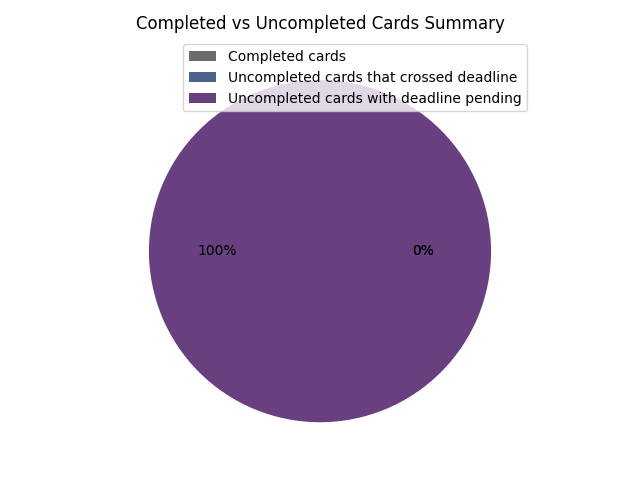 Completed vs Uncompleted Cards Summary
Completed cards
Uncompleted cards that crossed deadline
Uncompleted cards with deadline pending
100%
0%